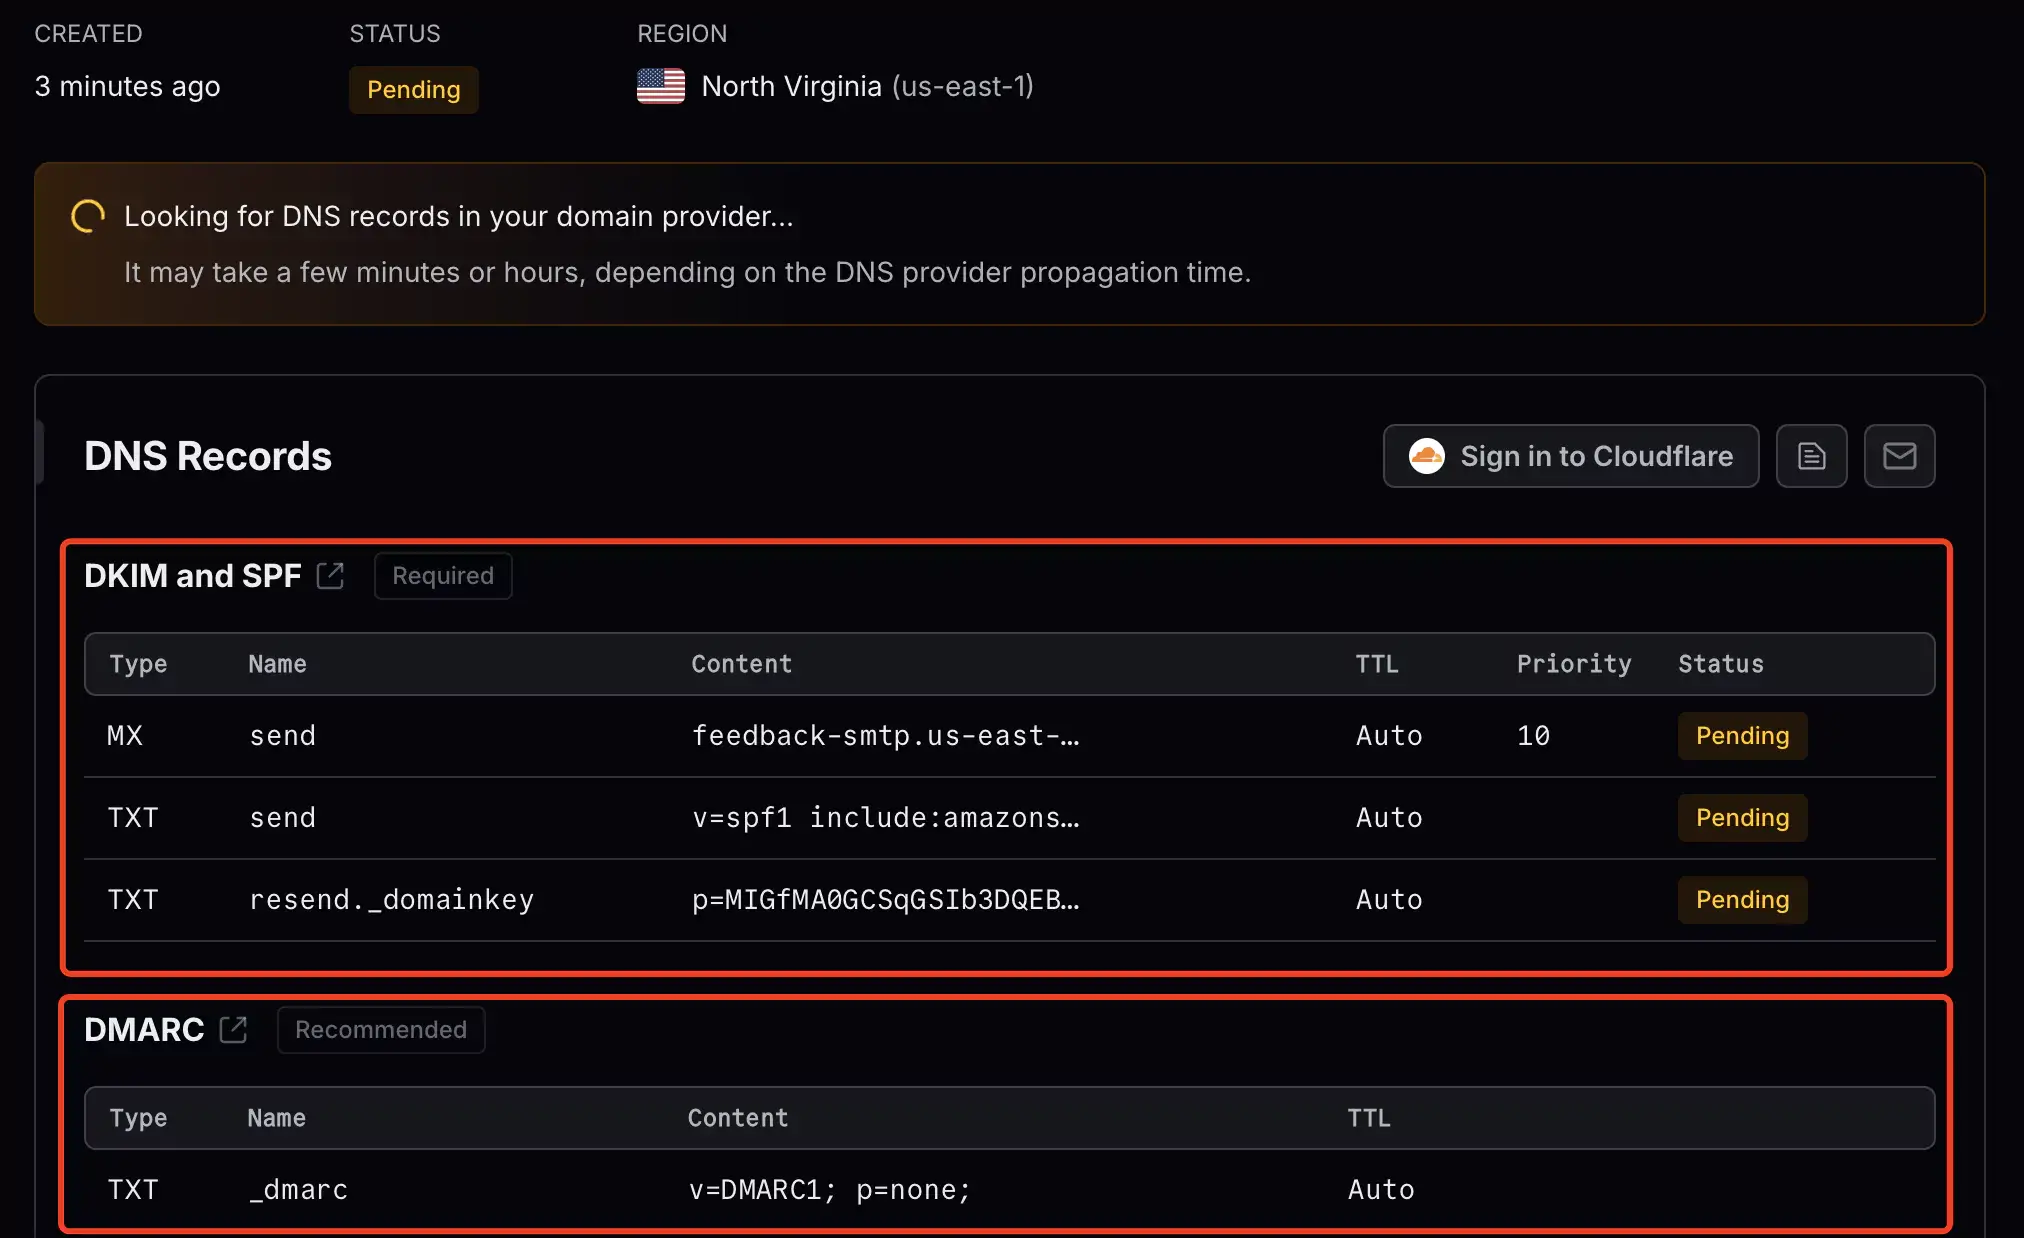 CREATED STATUS REGION
3 minutes ago Pending North Virginia (us-east-1)
Looking for DNS records in your domain provider...
It may take a few minutes or hours, depending on the DNS provider propagation time.
DNS Records Sign in to Cloudflare
DKIM and SPF Required
Type Name Content TTL Priority Status
MX send feedback-smtp.us-east-… Auto 10 Pending
TXT send v=spf1 include:amazons… Auto Pending
TXT resend._domainkey p=MIGfMA0GCSqGSIb3DQEB… Auto Pending
DMARC Recommended
Type Name Content TTL
TXT _dmarc v=DMARC1; p=none; Auto